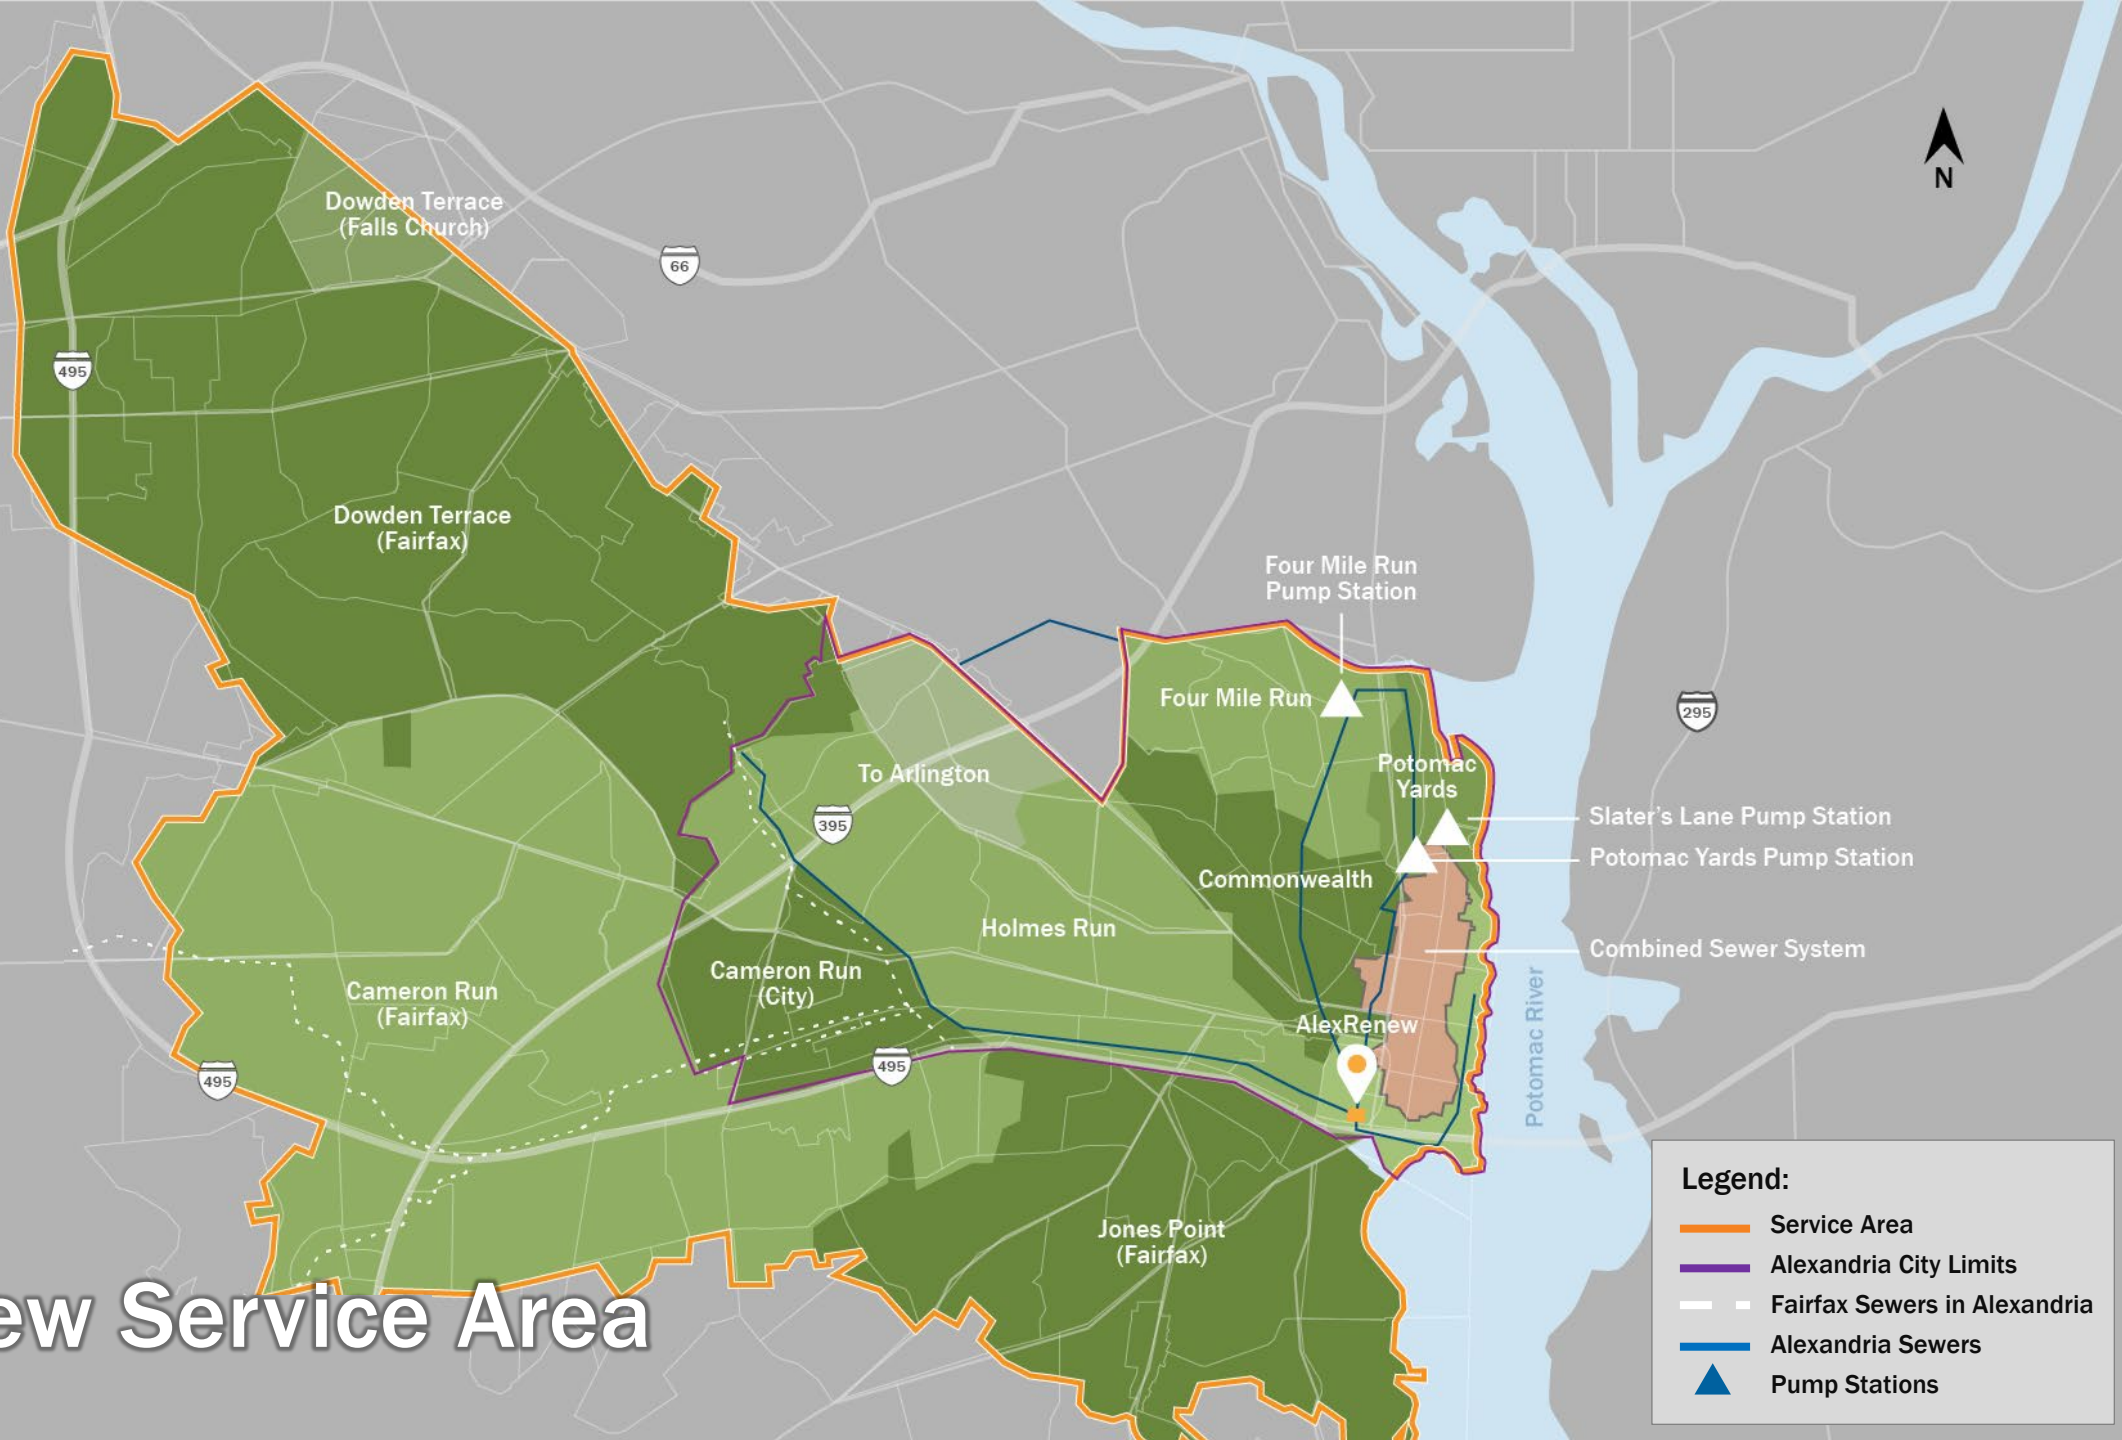 N
Dowden Terrace
(Falls Church)
66
495
Dowden Terrace
(Fairfax)
Four Mile Run
Pump Station
Four Mile Run
295
Potomac
Yards
To Arlington
395
Slater's Lane Pump Station
Potomac Yards Pump Station
Commonwealth
Holmes Run
Combined Sewer System
Cameron Run
(City)
Cameron Run
(Fairfax)
AlexRenew
Potomac River
495
495
Jones Point
(Fairfax)
ew Service Area
Legend:
Service Area
Alexandria City Limits
Fairfax Sewers in Alexandria
Alexandria Sewers
Pump Stations